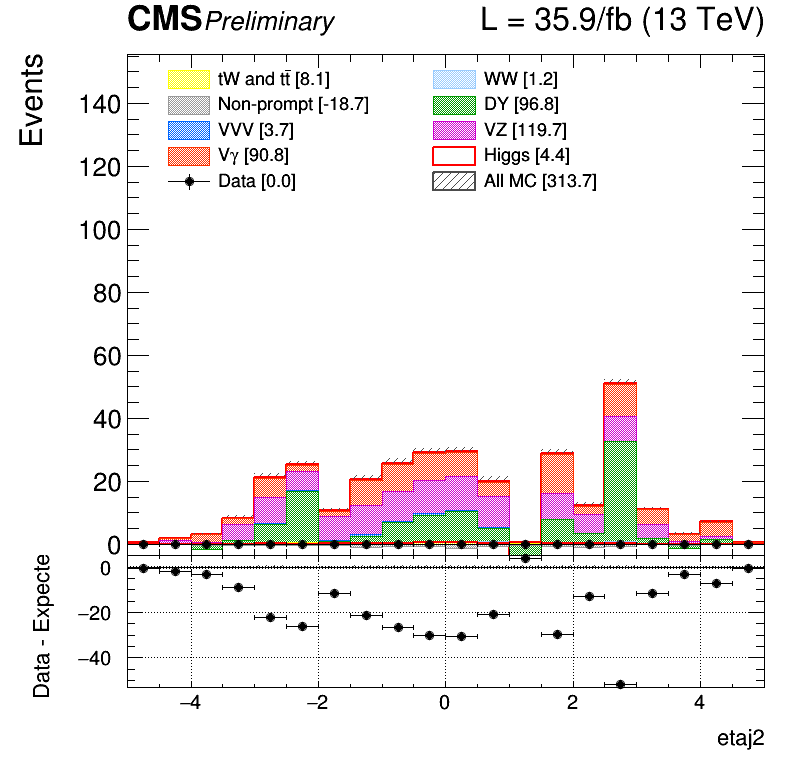 CMS Preliminary L = 35.9/fb (13 TeV)
Events
tW and tt̄ [8.1] WW [1.2]
Non-prompt [-18.7] DY [96.8]
VVV [3.7] VZ [119.7]
Vγ [90.8] Higgs [4.4]
Data [0.0] All MC [313.7]
140
120
100
80
60
40
20
0
Data - Expecte
0
−20
−40
−4 −2 0 2 4
etaj2